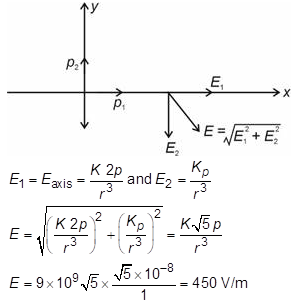 y
p₂
p₁
E₁
x
E₂
E = √(E₁² + E₂²)
E₁ = E_axis = K 2p / r³ and E₂ = Kₚ / r³
E = √((K 2p / r³)² + (Kₚ / r³)²) = K√5 p / r³
E = 9×10⁹ √5 × √5 × 10⁻⁸ / 1 = 450 V/m